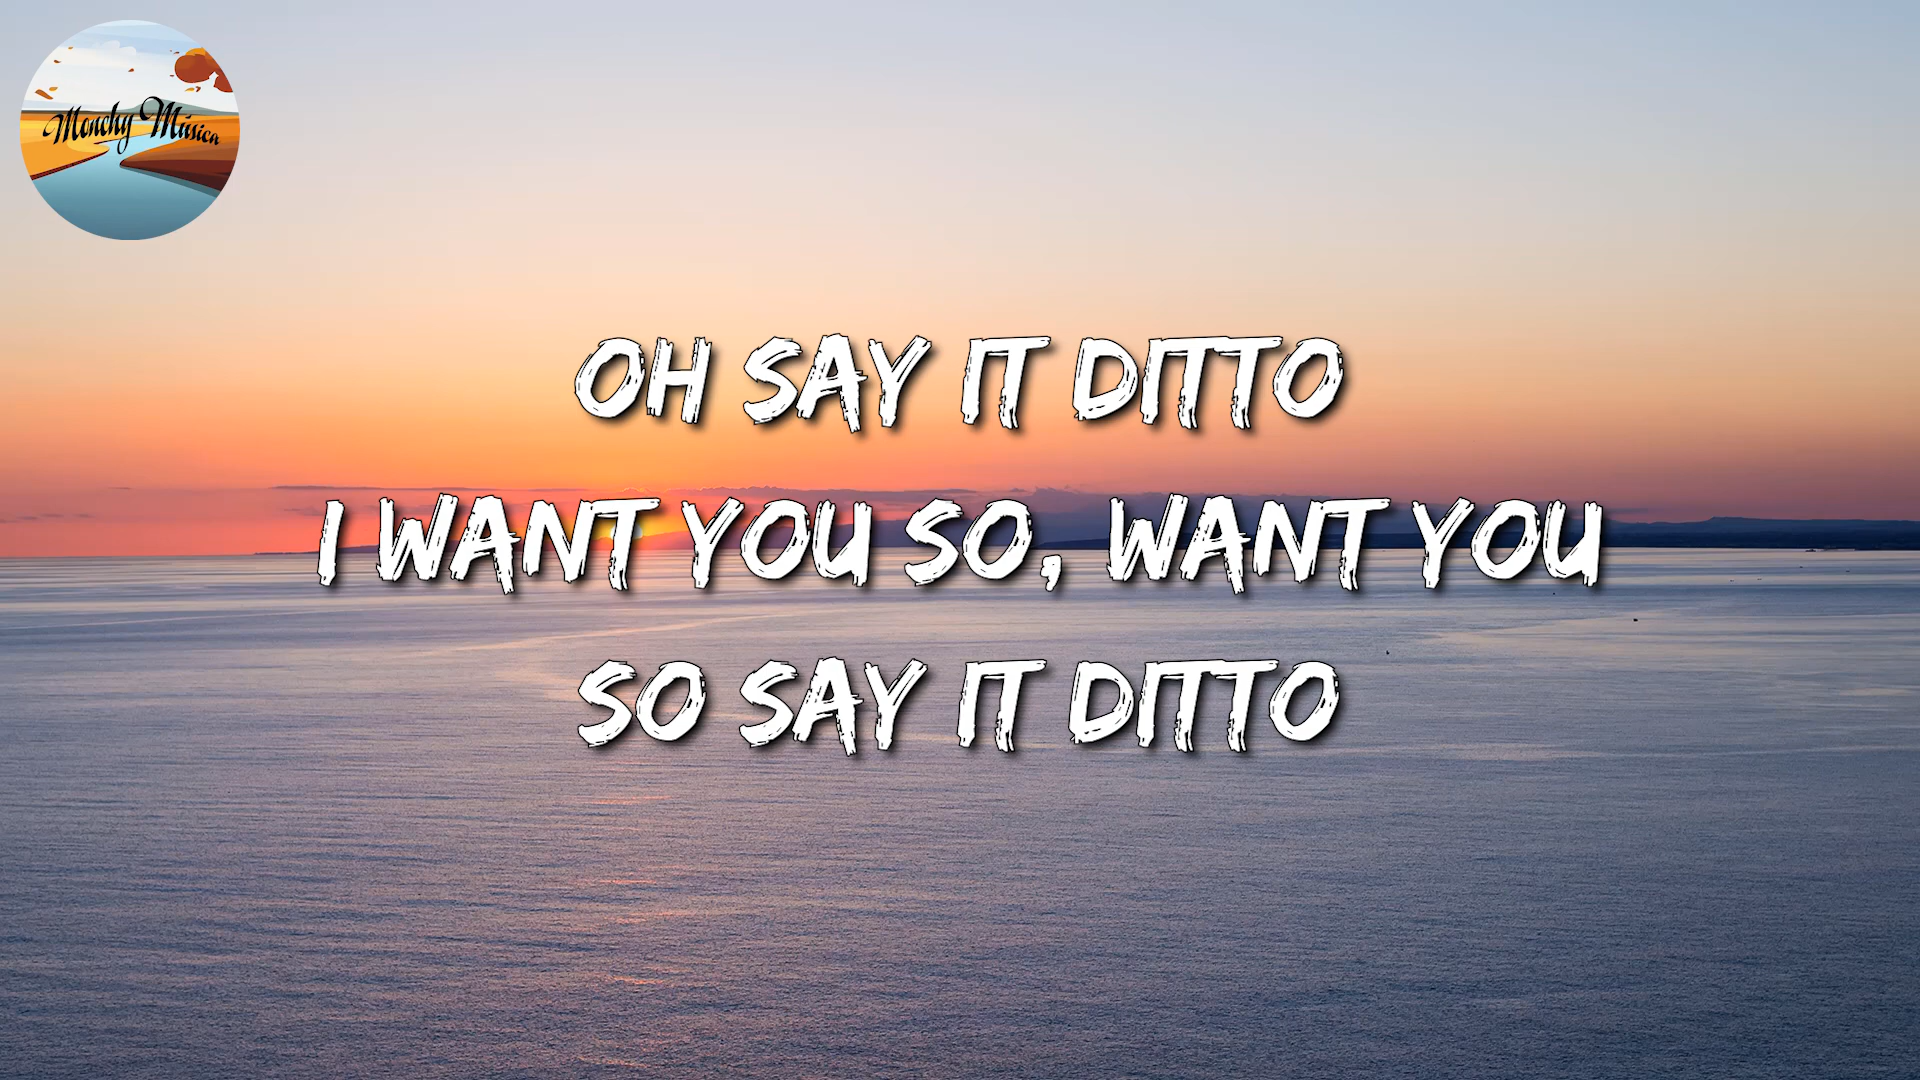 Monchy Música
OH SAY IT DITTO
I WANT YOU SO, WANT YOU
SO SAY IT DITTO